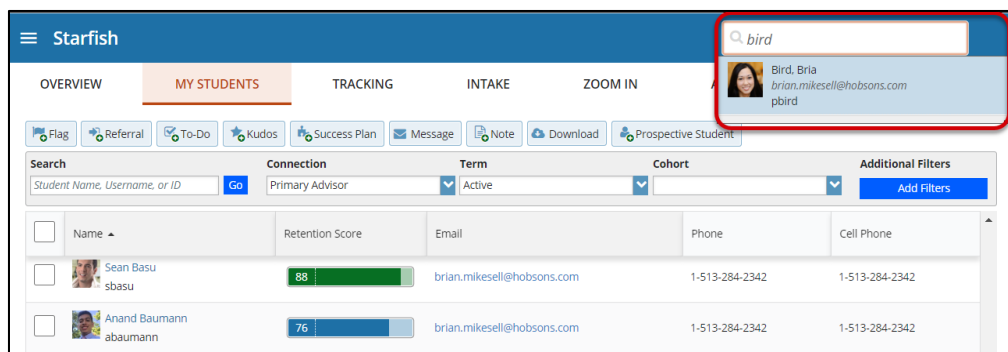 Starfish
bird
Bird, Bria
brian.mikesell@hobsons.com
pbird
OVERVIEW MY STUDENTS TRACKING INTAKE ZOOM IN
Flag Referral To-Do Kudos Success Plan Message Note Download Prospective Student
Search Connection Term Cohort Additional Filters
Student Name, Username, or ID Go Primary Advisor Active Add Filters
Name Retention Score Email Phone Cell Phone
Sean Basu
sbasu
88 brian.mikesell@hobsons.com 1-513-284-2342 1-513-284-2342
Anand Baumann
abaumann
76 brian.mikesell@hobsons.com 1-513-284-2342 1-513-284-2342